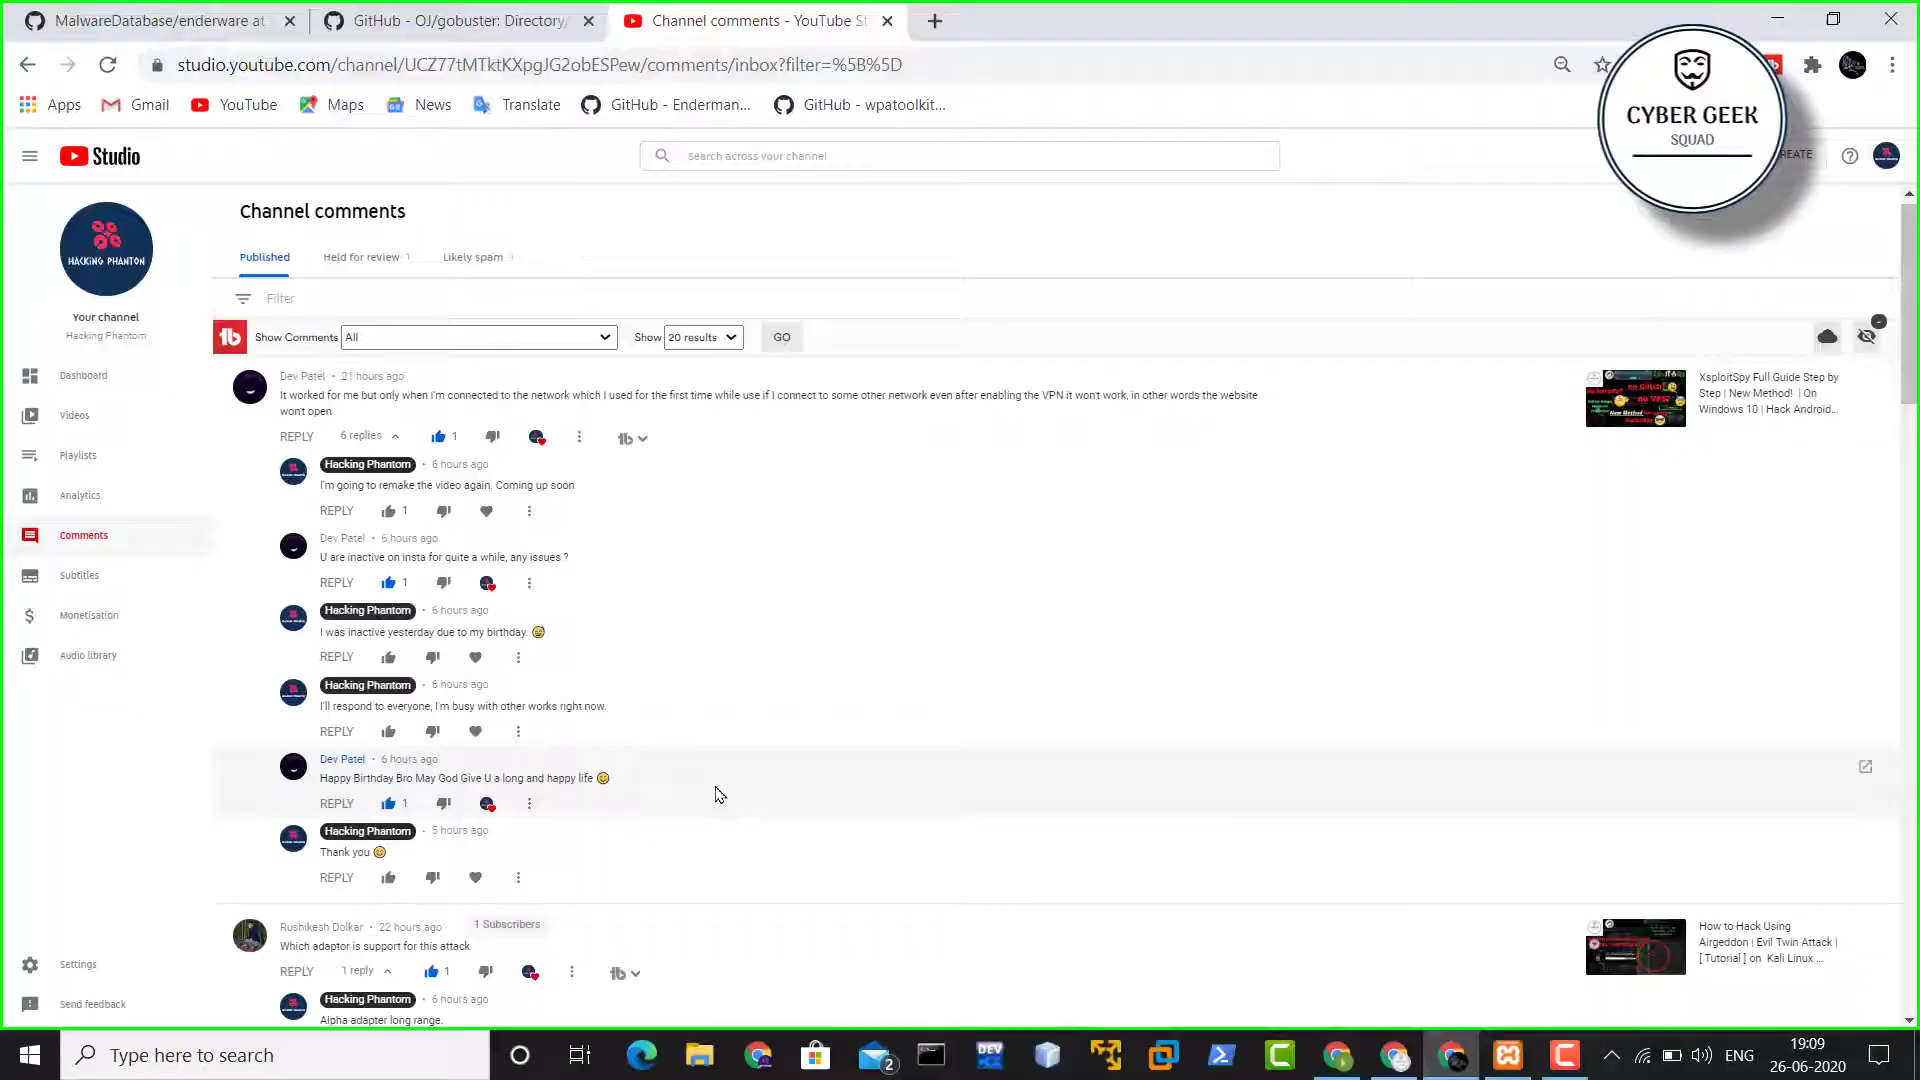 MalwareDatabase/enderware at
GitHub - OJ/gobuster: Directory/
Channel comments - YouTube St
studio.youtube.com/channel/UCZ77tMTktKXpgJG2obESPew/comments/inbox?filter=%5B%5D
Apps
Gmail
YouTube
Maps
News
Translate
GitHub - Enderman...
GitHub - wpatoolkit...
CYBER GEEK
SQUAD
Studio
Search across your channel
REATE
HACKiNG PHANTON
Your channel
Hacking Phantom
Dashboard
Videos
Playlists
Analytics
Comments
Subtitles
Monetisation
Audio library
Settings
Send feedback
Channel comments
Published
Held for review 1
Likely spam
Filter
Show Comments All
Show 20 results
GO
Dev Patel • 21 hours ago
It worked for me but only when I'm connected to the network which I used for the first time while use if I connect to some other network even after enabling the VPN it won't work, in other words the website
won't open
REPLY 6 replies 1
XsploitSpy Full Guide Step by
Step | New Method! | On
Windows 10 | Hack Android...
Hacking Phantom • 6 hours ago
I'm going to remake the video again. Coming up soon
REPLY 1
Dev Patel • 6 hours ago
U are inactive on insta for quite a while, any issues ?
REPLY 1
Hacking Phantom • 6 hours ago
I was inactive yesterday due to my birthday. 😅
REPLY
Hacking Phantom • 6 hours ago
I'll respond to everyone, I'm busy with other works right now.
REPLY
Dev Patel • 6 hours ago
Happy Birthday Bro May God Give U a long and happy life 😊
REPLY 1
Hacking Phantom • 5 hours ago
Thank you 😊
REPLY
Rushikesh Dolkar • 22 hours ago 1 Subscribers
Which adaptor is support for this attack
REPLY 1 reply 1
How to Hack Using
Airgeddon | Evil Twin Attack |
[ Tutorial ] on Kali Linux ...
Hacking Phantom • 6 hours ago
Alpha adapter long range.
Type here to search
2
DEV
ENG
19:09
26-06-2020